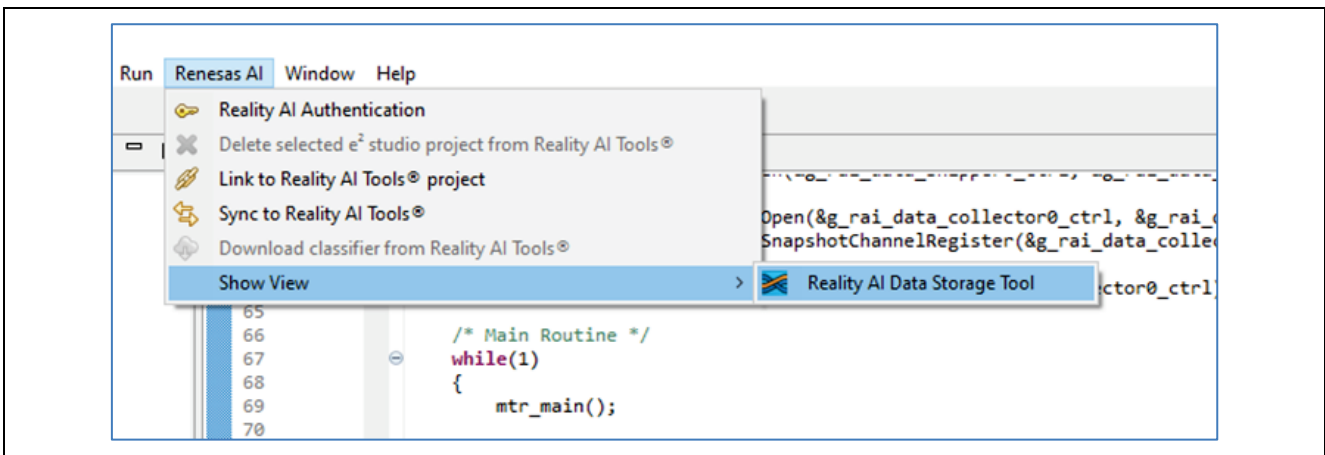 Run Renesas AI Window Help
Reality AI Authentication
Delete selected e² studio project from Reality AI Tools®
Link to Reality AI Tools® project
Sync to Reality AI Tools®
Open(&g_rai_data_collector0_ctrl, &g_rai_
Download classifier from Reality AI Tools®
SnapshotChannelRegister(&g_rai_data_colle
Show View > Reality AI Data Storage Tool
ctor0_ctrl)
65
66 /* Main Routine */
67 while(1)
68 {
69 mtr_main();
70